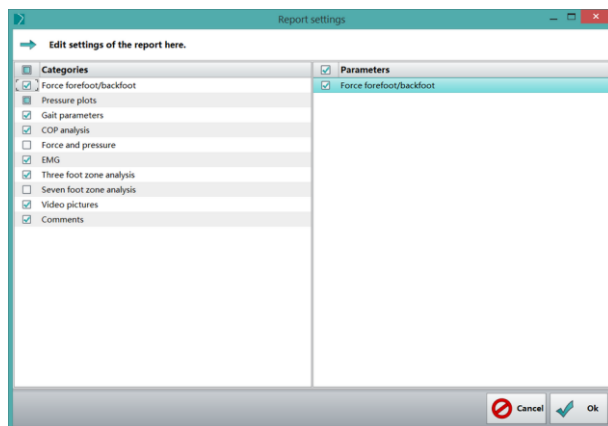 Report settings
Edit settings of the report here.
Categories
Force forefoot/backfoot
Pressure plots
Gait parameters
COP analysis
Force and pressure
EMG
Three foot zone analysis
Seven foot zone analysis
Video pictures
Comments
Parameters
Force forefoot/backfoot
Cancel
Ok